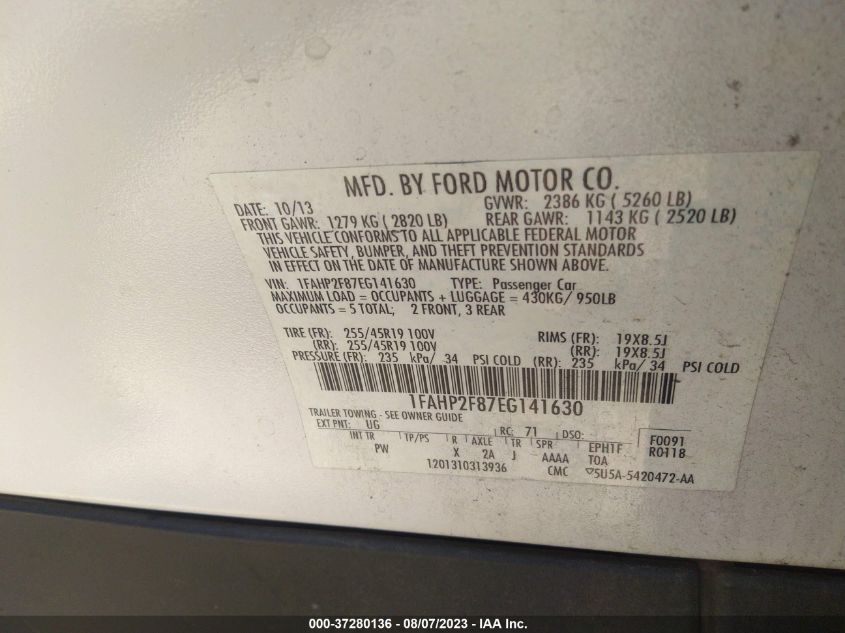 MFD. BY FORD MOTOR CO.
DATE: 10/13 GVWR: 2386 KG ( 5260 LB)
FRONT GAWR: 1279 KG ( 2820 LB) REAR GAWR: 1143 KG ( 2520 LB)
THIS VEHICLE CONFORMS TO ALL APPLICABLE FEDERAL MOTOR
VEHICLE SAFETY, BUMPER, AND THEFT PREVENTION STANDARDS
IN EFFECT ON THE DATE OF MANUFACTURE SHOWN ABOVE.
VIN: 1FAHP2F87EG141630 TYPE: Passenger Car
MAXIMUM LOAD = OCCUPANTS + LUGGAGE = 430KG/ 950LB
OCCUPANTS = 5 TOTAL; 2 FRONT, 3 REAR
TIRE (FR): 255/45R19 100V RIMS (FR): 19X8.5J
(RR): 255/45R19 100V (RR): 19X8.5J
PRESSURE (FR): 235 kPa/ 34 PSI COLD (RR): 235 kPa/ 34 PSI COLD
1FAHP2F87EG141630
TRAILER TOWING - SEE OWNER GUIDE
EXT PNT: UG RC: 71 DSO: F0091
INT TR TP/PS R AXLE TR SPR EPHTF R0118
PW X 2A J AAAA TOA
1201310313936 CMC 5U5A-5420472-AA
000-37280136 - 08/07/2023 - IAA Inc.